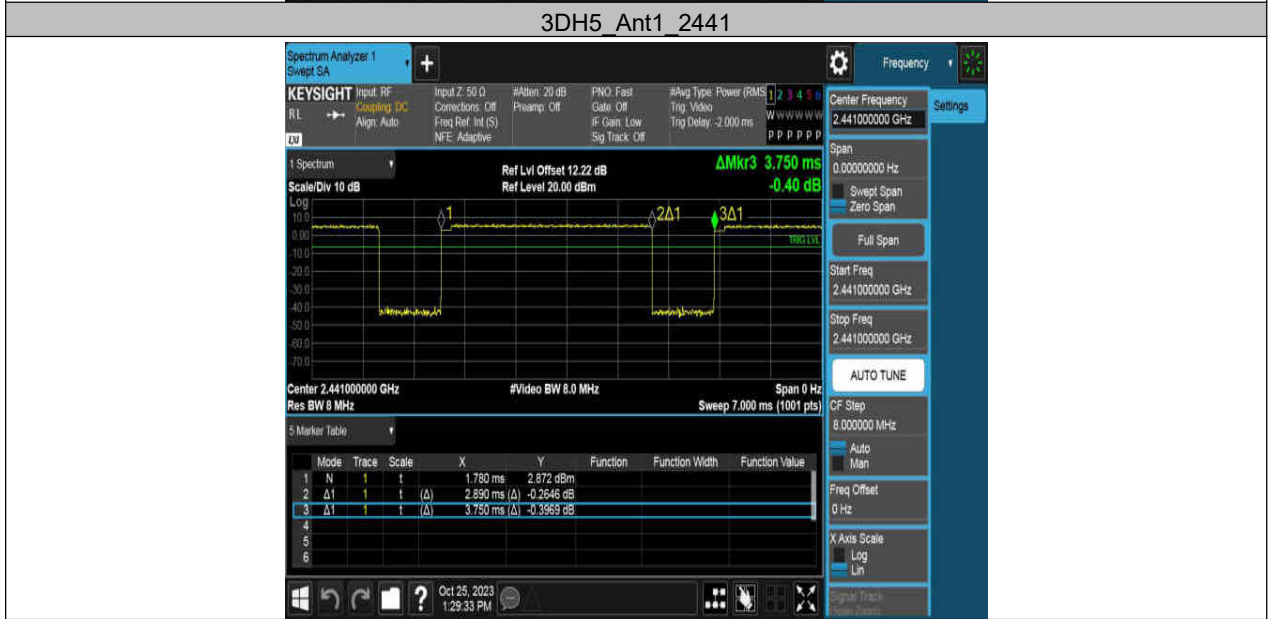 3DH5_Ant1_2441
Spectrum Analyzer 1
Swept SA
+
Frequency
KEYSIGHT
RL
LXI
Input: RF
Coupling: DC
Align: Auto
Input Z: 50 Ω
Corrections: Off
Freq Ref: Int (S)
NFE: Adaptive
#Atten: 20 dB
Preamp: Off
PNO: Fast
Gate: Off
IF Gain: Low
Sig Track: Off
#Avg Type: Power (RMS
Trig: Video
Trig Delay: -2.000 ms
1 2 3 4 5 6
W W W W W W
P P P P P P
Center Frequency
2.441000000 GHz
Settings
1 Spectrum
Scale/Div 10 dB
Ref Lvl Offset 12.22 dB
Ref Level 20.00 dBm
ΔMkr3 3.750 ms
-0.40 dB
Span
0.00000000 Hz
Swept Span
Zero Span
Full Span
Start Freq
2.441000000 GHz
Stop Freq
2.441000000 GHz
AUTO TUNE
CF Step
8.000000 MHz
Auto
Man
Freq Offset
0 Hz
X Axis Scale
Log
Lin
Signal Track
(Span Zoom)
Log
10.0
0.00
-10.0
-20.0
-30.0
-40.0
-50.0
-60.0
-70.0
1
2Δ1
3Δ1
TRIG LVL
Center 2.441000000 GHz
#Video BW 8.0 MHz
Span 0 Hz
Res BW 8 MHz
Sweep 7.000 ms (1001 pts)
5 Marker Table
Mode Trace Scale X Y Function Function Width Function Value
1 N 1 t 1.780 ms 2.872 dBm
2 Δ1 1 t (Δ) 2.890 ms (Δ) -0.2646 dB
3 Δ1 1 t (Δ) 3.750 ms (Δ) -0.3969 dB
4
5
6
?
Oct 25, 2023
1:29:33 PM